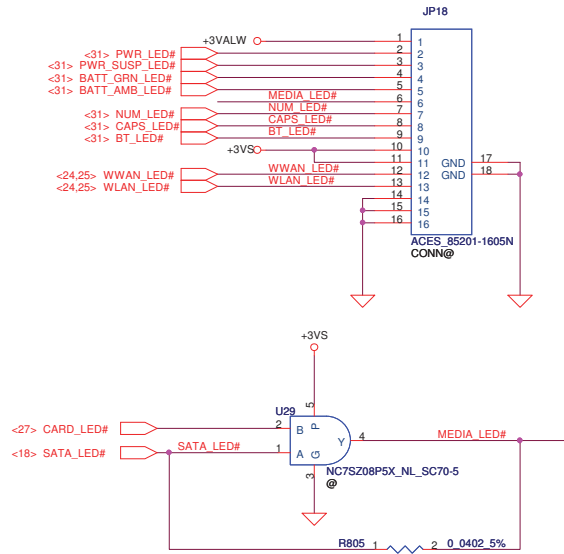 JP18
+3VALW 1 1
<31> PWR_LED# 2 2
<31> PWR_SUSP_LED# 3 3
<31> BATT_GRN_LED# 4 4
<31> BATT_AMB_LED# 5 5
MEDIA_LED# 6 6
<31> NUM_LED# NUM_LED# 7 7
<31> CAPS_LED# CAPS_LED# 8 8
<31> BT_LED# BT_LED# 9 9
+3VS 10 10
11 11 GND 17
<24,25> WWAN_LED# WWAN_LED# 12 12 GND 18
<24,25> WLAN_LED# WLAN_LED# 13 13
14 14
15 15
16 16
ACES_85201-1605N
CONN@
+3VS
5
U29
<27> CARD_LED# 2 B P
Y 4 MEDIA_LED#
<18> SATA_LED# SATA_LED# 1 A G
3
NC7SZ08P5X_NL_SC70-5
@
R805 1 2 0_0402_5%